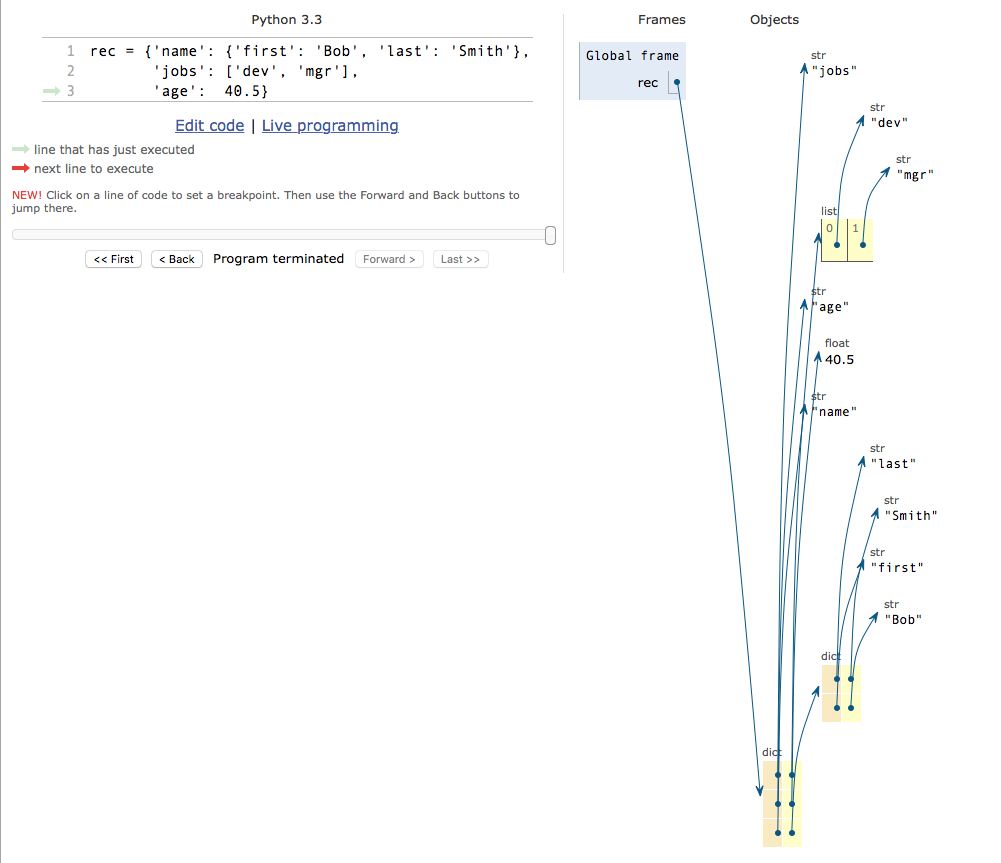 Python 3.3
1 rec = {'name': {'first': 'Bob', 'last': 'Smith'},
2 'jobs': ['dev', 'mgr'],
3 'age':  40.5}
Edit code | Live programming
line that has just executed
next line to execute
NEW! Click on a line of code to set a breakpoint. Then use the Forward and Back buttons to
jump there.
<< First < Back Program terminated Forward > Last >>
Frames Objects
Global frame
rec
str
"jobs"
str
"dev"
str
"mgr"
list
0 1
str
"age"
float
40.5
str
"name"
str
"last"
str
"Smith"
str
"first"
str
"Bob"
dict
dict